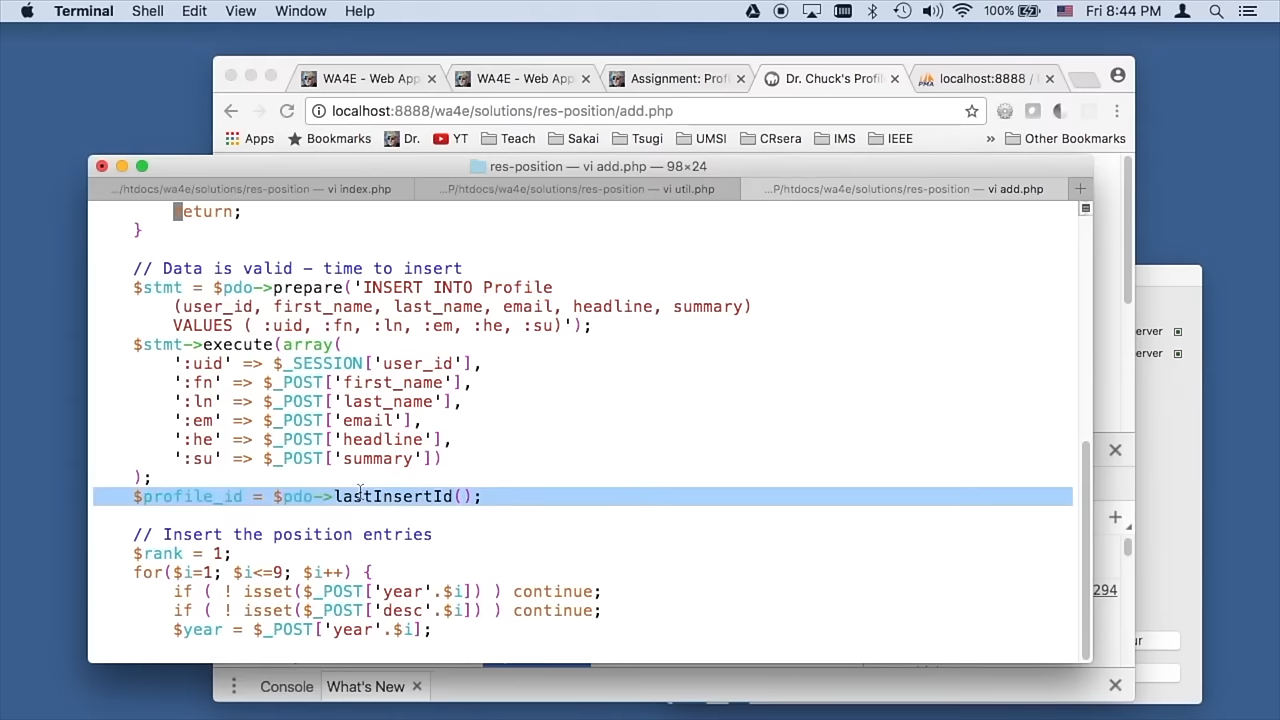 Terminal Shell Edit View Window Help 100% Fri 8:44 PM
WA4E - Web App WA4E - Web App Assignment: Prof Dr. Chuck's Profil localhost:8888 /
localhost:8888/wa4e/solutions/res-position/add.php
Apps Bookmarks Dr. YT Teach Sakai Tsugi UMSI CRsera IMS IEEE » Other Bookmarks
res-position — vi add.php — 98×24
.../htdocs/wa4e/solutions/res-position — vi index.php ...P/htdocs/wa4e/solutions/res-position — vi util.php ...P/htdocs/wa4e/solutions/res-position — vi add.php
return;
}
// Data is valid - time to insert
$stmt = $pdo->prepare('INSERT INTO Profile
(user_id, first_name, last_name, email, headline, summary)
VALUES ( :uid, :fn, :ln, :em, :he, :su)');
$stmt->execute(array(
':uid' => $_SESSION['user_id'],
':fn' => $_POST['first_name'],
':ln' => $_POST['last_name'],
':em' => $_POST['email'],
':he' => $_POST['headline'],
':su' => $_POST['summary'])
);
$profile_id = $pdo->lastInsertId();
// Insert the position entries
$rank = 1;
for($i=1; $i<=9; $i++) {
if ( ! isset($_POST['year'.$i]) ) continue;
if ( ! isset($_POST['desc'.$i]) ) continue;
$year = $_POST['year'.$i];
erver
erver
294
ur
Console What's New